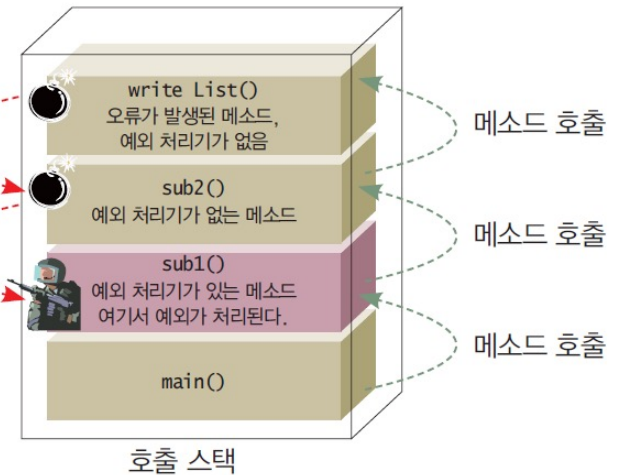 write List()
오류가 발생된 메소드,
예외 처리기가 없음
메소드 호출
sub2()
예외 처리기가 없는 메소드
메소드 호출
sub1()
예외 처리기가 있는 메소드
여기서 예외가 처리된다.
메소드 호출
main()
호출 스택